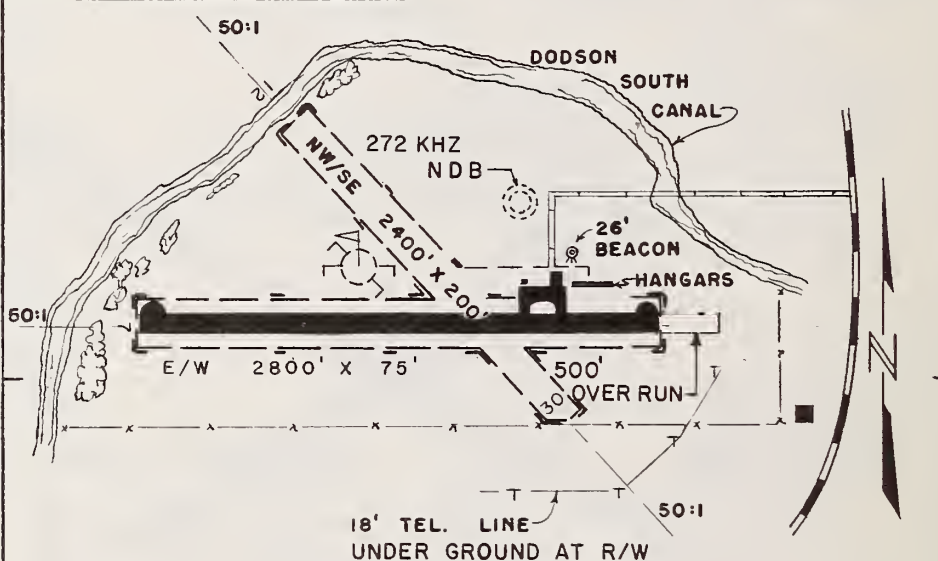 50:1
DODSON
SOUTH
CANAL
272 KHZ
NDB
NW/SE 2400' X 200'
26'
BEACON
HANGARS
50:1
E/W 2800' X 75'
500'
OVER RUN
30
T
T
T
T
50:1
N
18' TEL. LINE
UNDER GROUND AT R/W